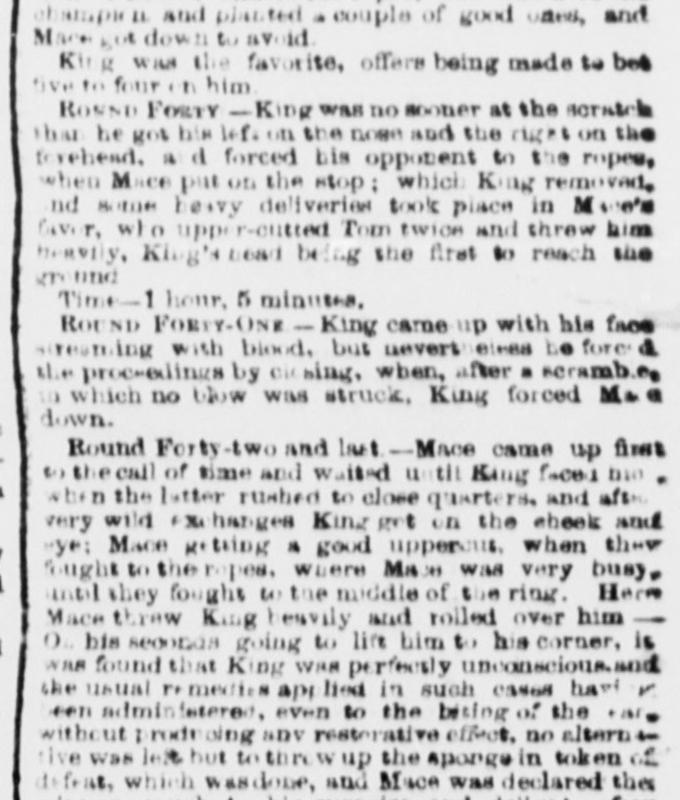 champion and planted a couple of good ones, and
Mace got down to avoid.
King was the favorite, offers being made to bet
five to four on him.
ROUND FORTY—King was no sooner at the scratch
than he got his left on the nose and the right on the
forehead, and forced his opponent to the ropes,
when Mace put on the stop; which King removed,
and some heavy deliveries took place in Mace's
favor, who upper-cutted Tom twice and threw him
heavily, King's head being the first to reach the
ground
Time—1 hour, 5 minutes.
ROUND FORTY-ONE—King came up with his face
streaming with blood, but nevertheless he forced
the proceedings by closing, when, after a scramble,
in which no blow was struck, King forced Mace
down.
Round Forty-two and last.—Mace came up first
to the call of time and waited until King faced him,
when the latter rushed to close quarters, and after
very wild exchanges King got on the cheek and
eye; Mace getting a good uppercut, when they
fought to the ropes, where Mace was very busy,
until they fought to the middle of the ring. Here
Mace threw King heavily and rolled over him—
On his seconds going to lift him to his corner, it
was found that King was perfectly unconscious, and
the usual remedies applied in such cases having
been administered, even to the biting of the ear,
without producing any restorative effect, no alterna-
tive was left but to throw up the sponge in token of
defeat, which was done, and Mace was declared the